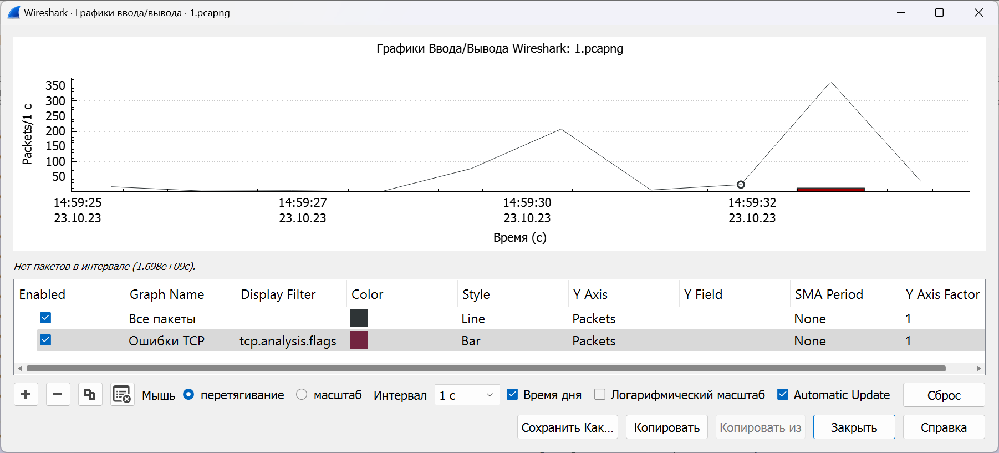 Wireshark · Графики ввода/вывода · 1.pcapng
Графики Ввода/Вывода Wireshark: 1.pcapng
Packets/1 с
350
300
250
200
150
100
50
14:59:25 14:59:27 14:59:30 14:59:32
23.10.23 23.10.23 23.10.23 23.10.23
Время (с)
Нет пакетов в интервале (1.698e+09с).
Enabled Graph Name Display Filter Color Style Y Axis Y Field SMA Period Y Axis Factor
Все пакеты Line Packets None 1
Ошибки TCP tcp.analysis.flags Bar Packets None 1
Мышь перетягивание масштаб Интервал 1 с Время дня Логарифмический масштаб Automatic Update Сброс
Сохранить Как... Копировать Копировать из Закрыть Справка